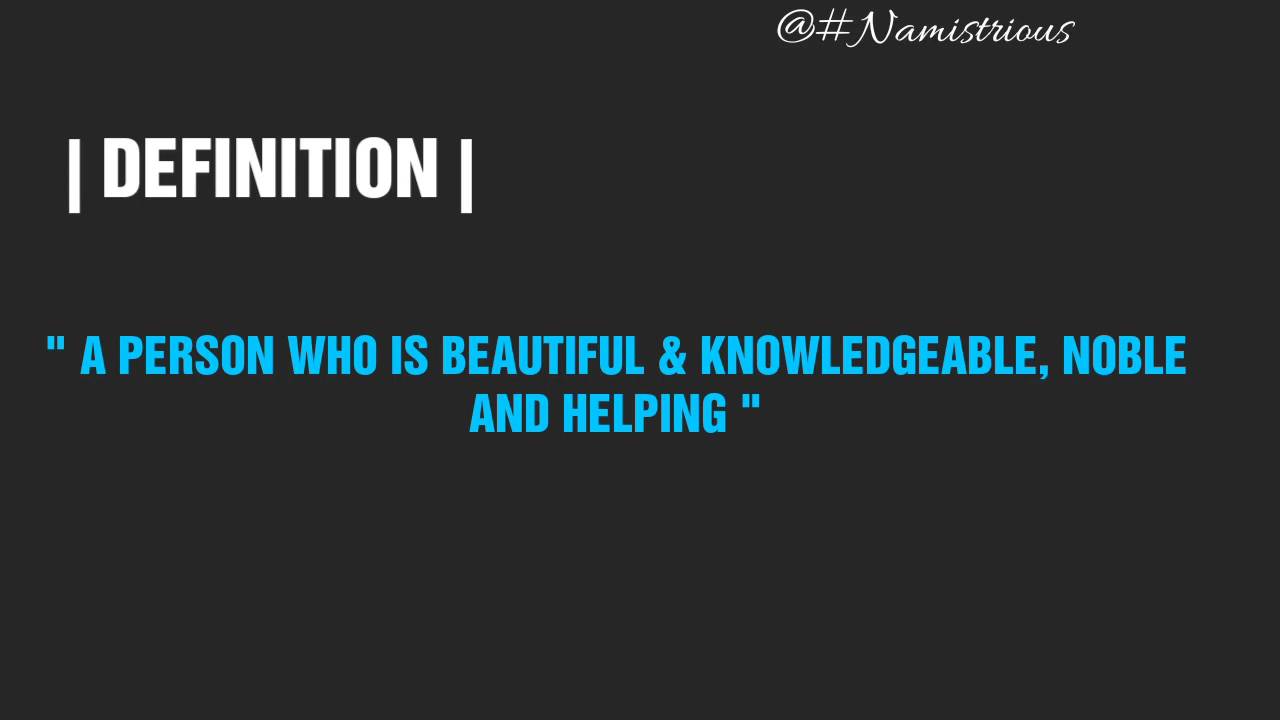 @#Namistrious
| DEFINITION |
" A PERSON WHO IS BEAUTIFUL & KNOWLEDGEABLE, NOBLE
AND HELPING "